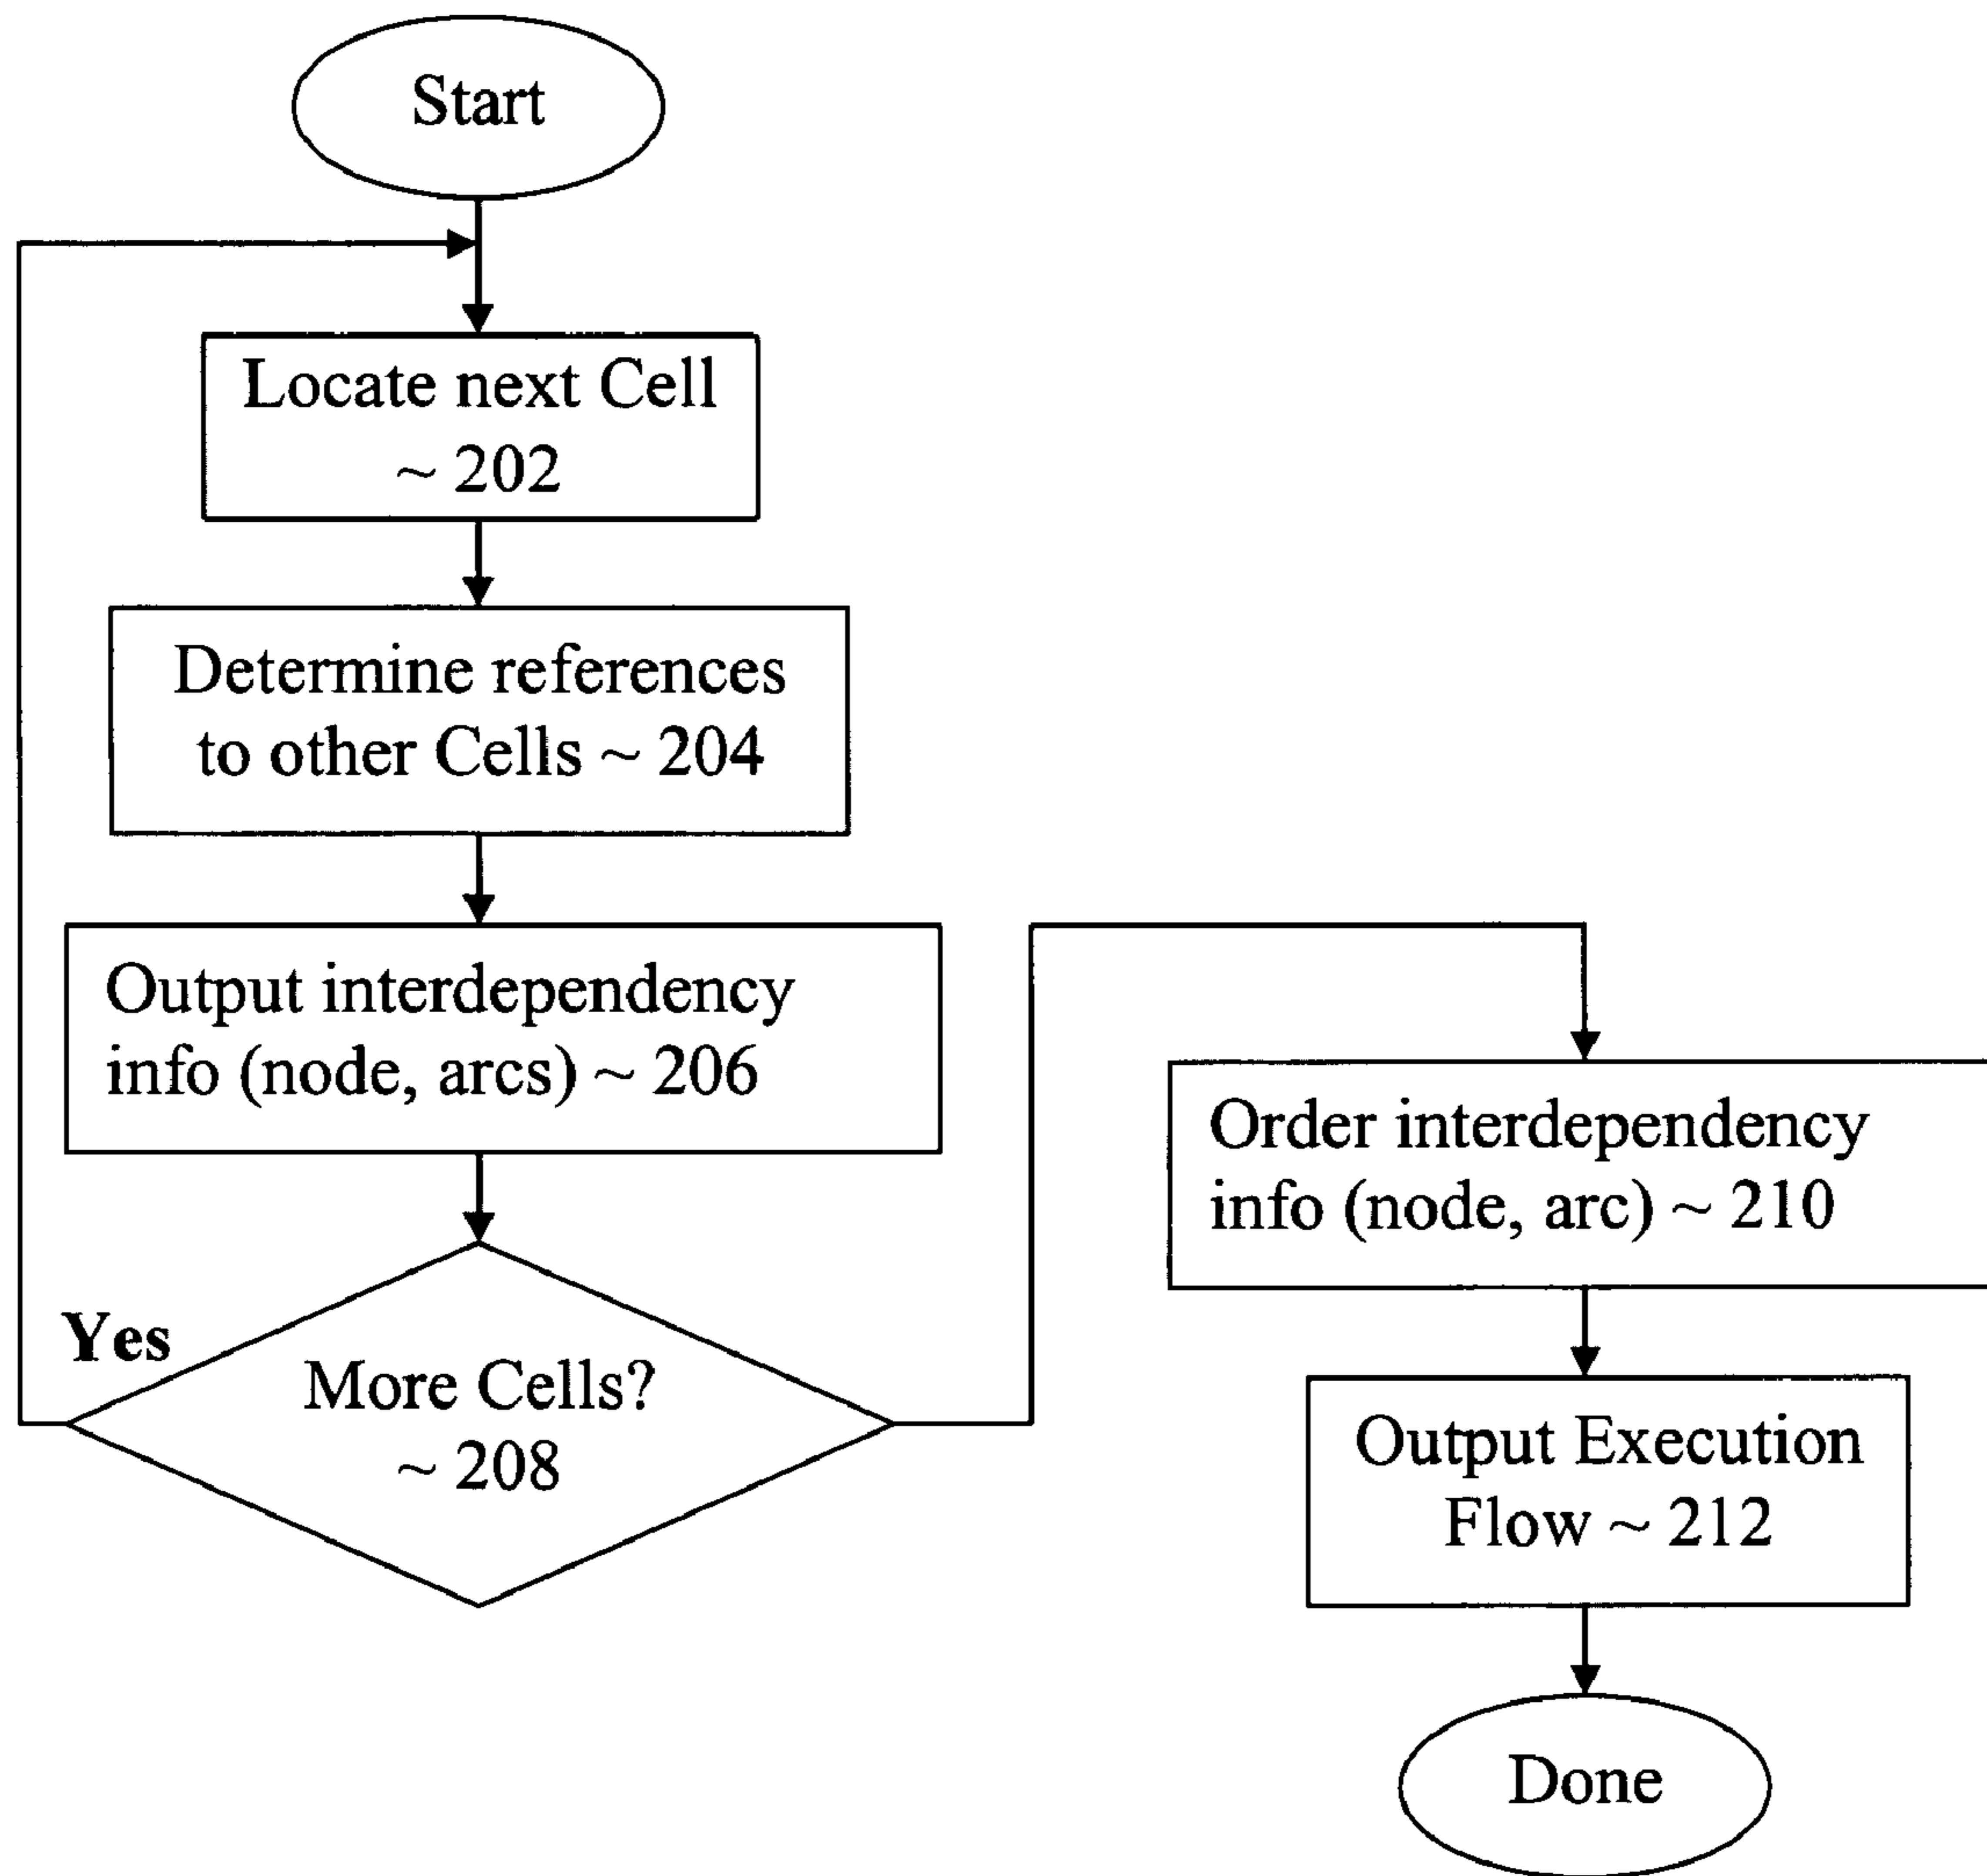 Start
Locate next Cell
~ 202
Determine references
to other Cells ~ 204
Output interdependency
info (node, arcs) ~ 206
Yes
More Cells?
~ 208
Order interdependency
info (node, arc) ~ 210
Output Execution
Flow ~ 212
Done